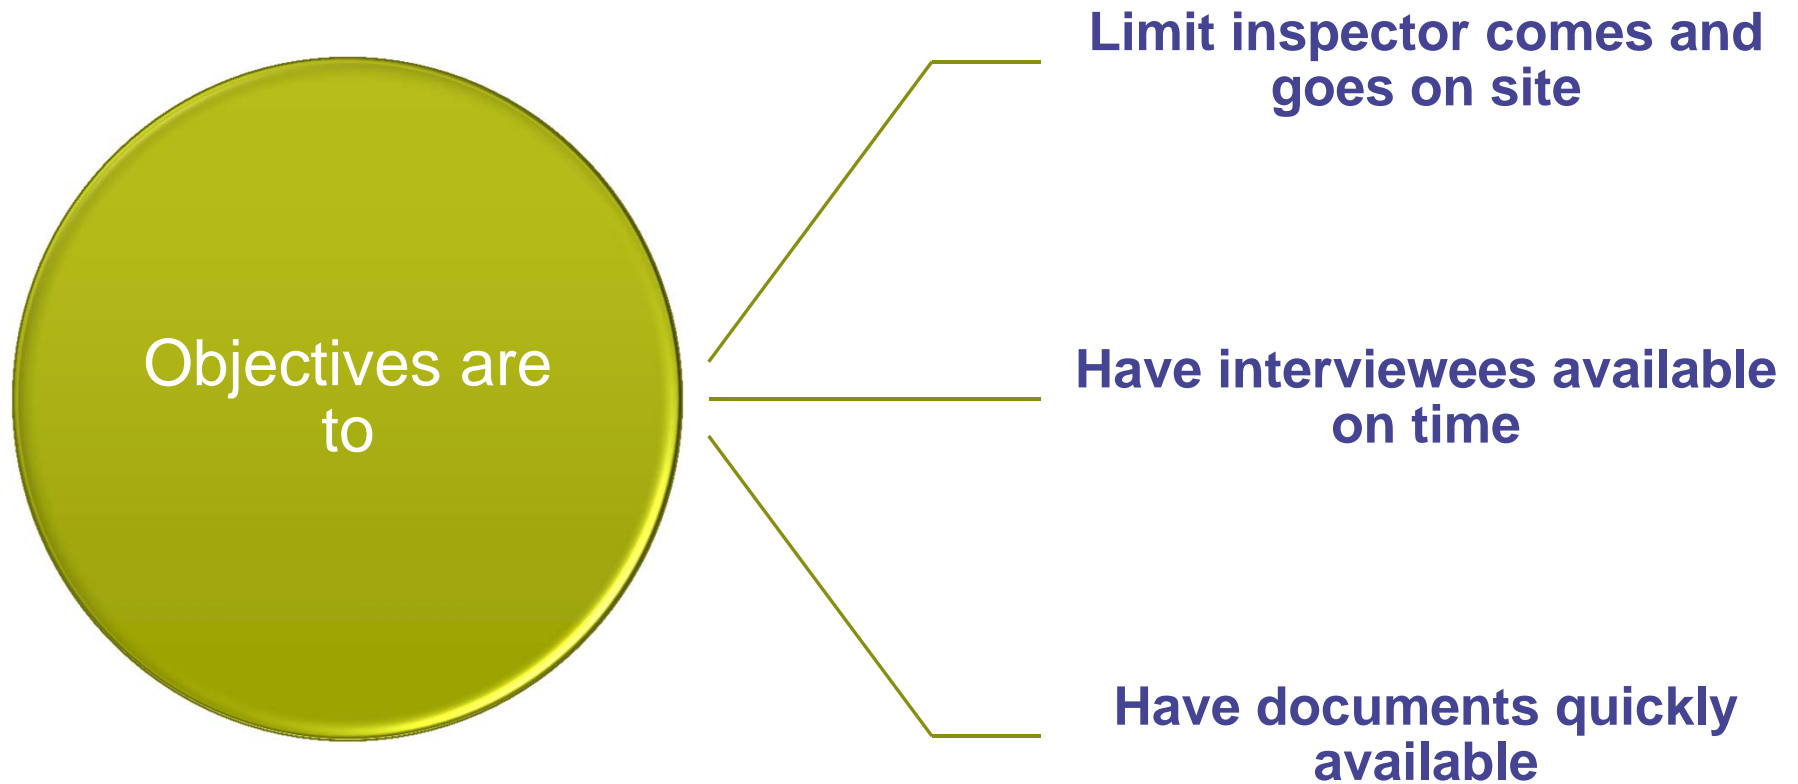 Objectives are
to
Limit inspector comes and
goes on site
Have interviewees available
on time
Have documents quickly
available